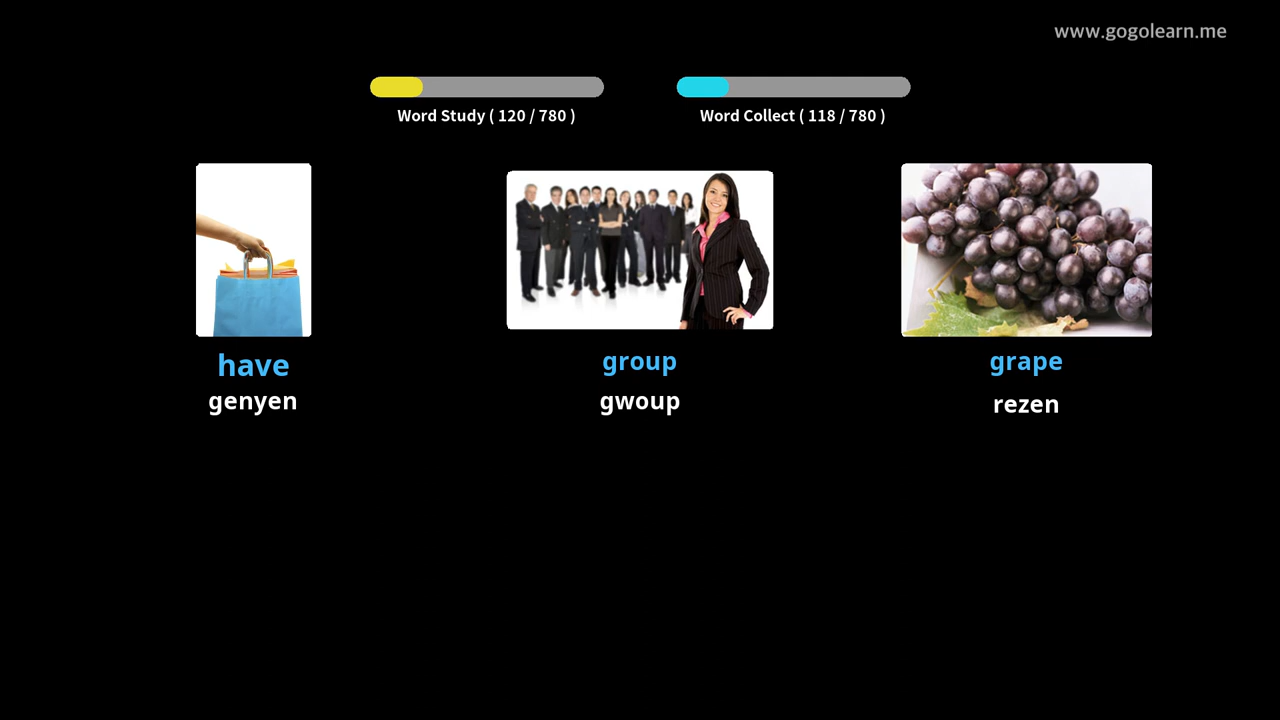 www.gogolearn.me
Word Study ( 120 / 780 )
Word Collect ( 118 / 780 )
have
genyen
group
gwoup
grape
rezen